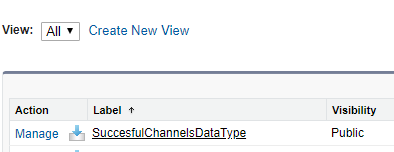 View: All Create New View
Action Label Visibility
Manage SuccesfulChannelsDataType Public